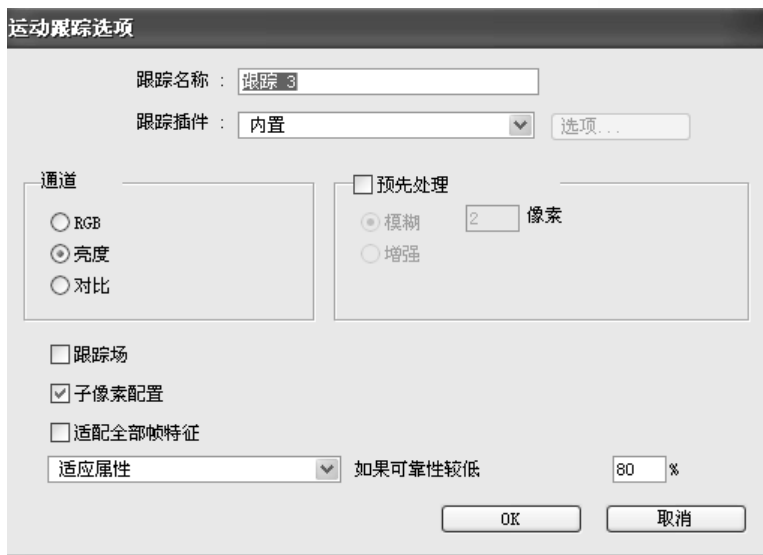 运动跟踪选项
跟踪名称 : 跟踪 3
跟踪插件 : 内置 选项...
通道
预先处理
RGB
模糊 2 像素
亮度
增强
对比
跟踪场
子像素配置
适配全部帧特征
适应属性 如果可靠性较低 80 %
OK 取消